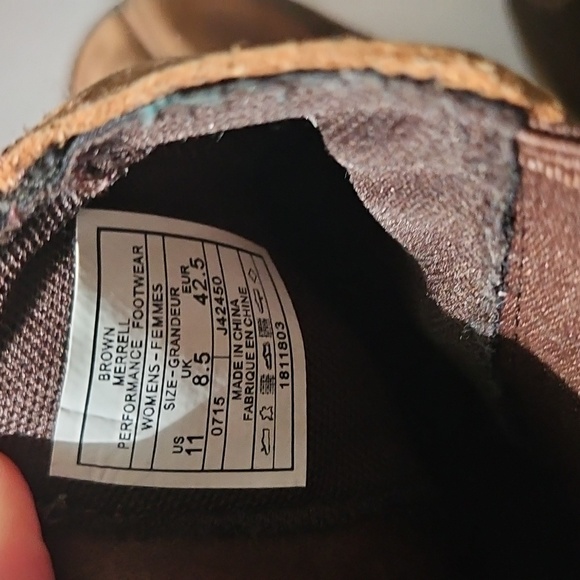 BROWN
MERRELL
PERFORMANCE FOOTWEAR
WOMENS-FEMMES
SIZE-GRANDEUR
US UK EUR
11 8.5 42.5
0715 J42450
MADE IN CHINA
FABRIQUE EN CHINE
1811803